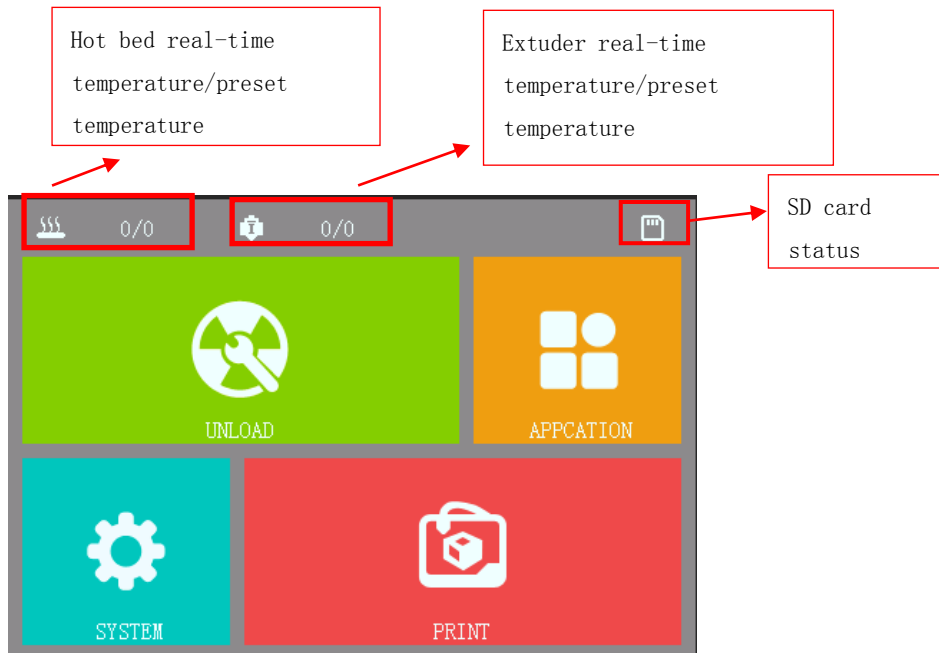 Hot bed real-time
temperature/preset
temperature
Extuder real-time
temperature/preset
temperature
SD card
status
0/0
0/0
UNLOAD
APPCATION
SYSTEM
PRINT